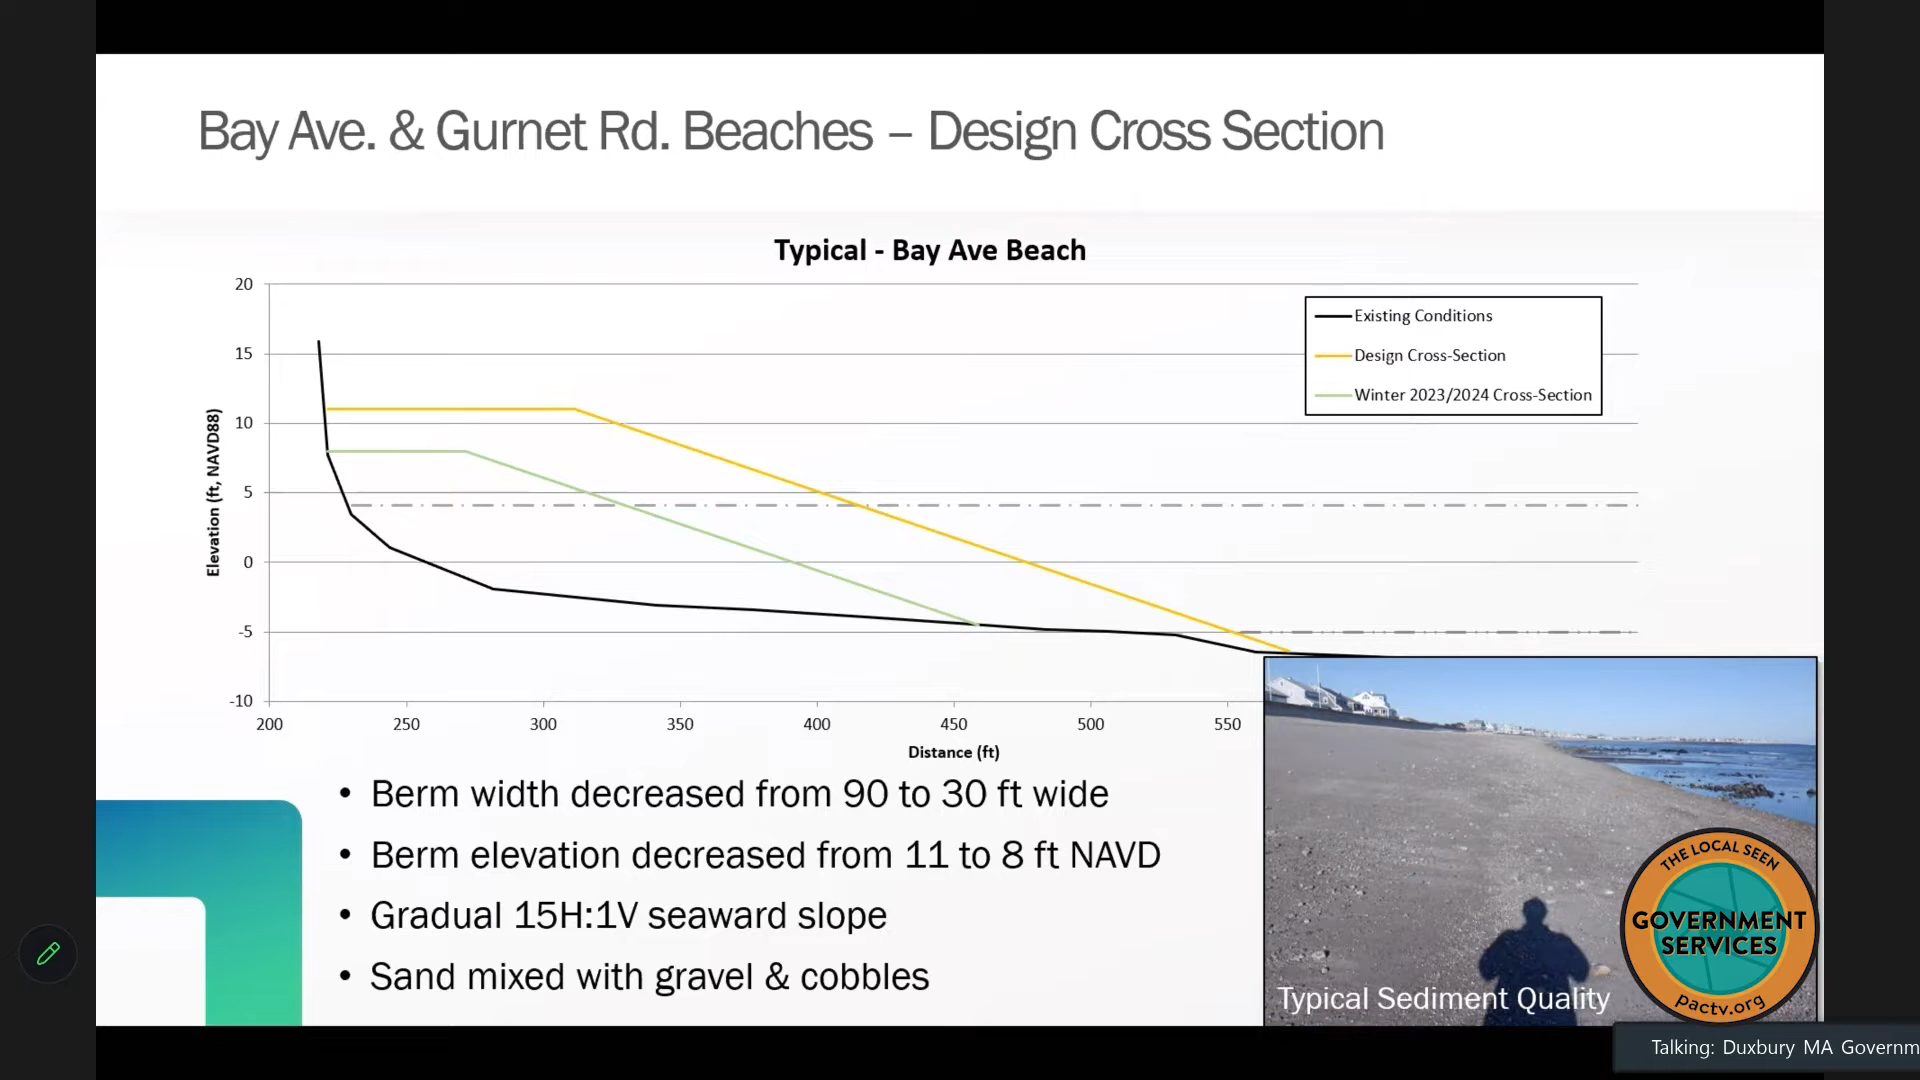 Bay Ave. & Gurnet Rd. Beaches – Design Cross Section
Typical - Bay Ave Beach
20
15
10
5
0
-5
-10
Elevation (ft, NAVD88)
Existing Conditions
Design Cross-Section
Winter 2023/2024 Cross-Section
200
250
300
350
400
450
500
550
Distance (ft)
• Berm width decreased from 90 to 30 ft wide
• Berm elevation decreased from 11 to 8 ft NAVD
• Gradual 15H:1V seaward slope
• Sand mixed with gravel & cobbles
Typical Sediment Quality
THE LOCAL SEEN
GOVERNMENT
SERVICES
pactv.org
Talking: Duxbury MA Governm